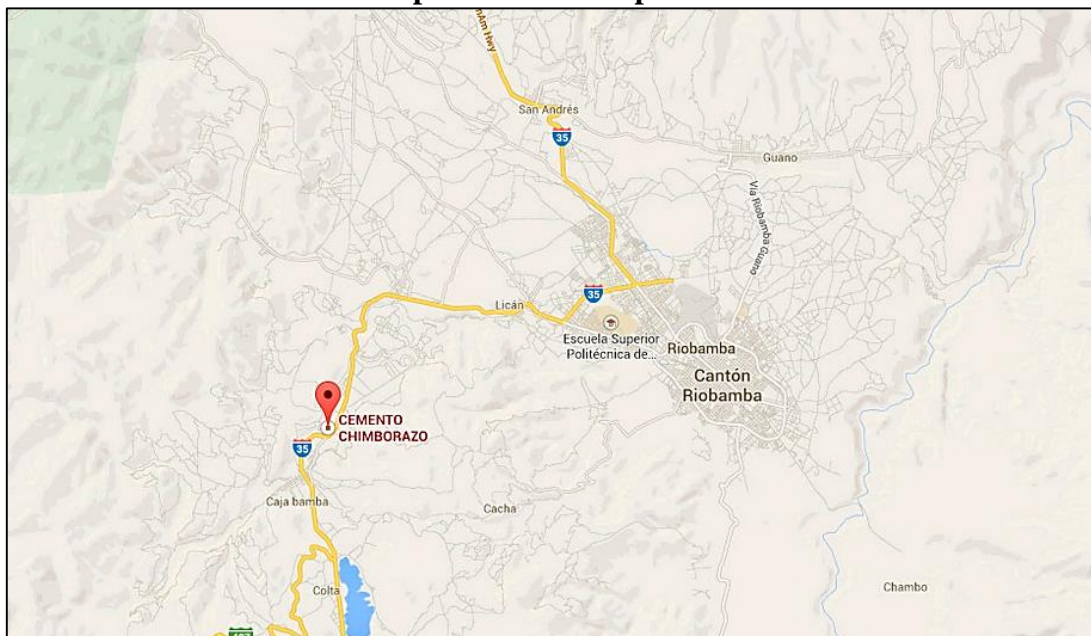 San Andrés
35
Guano
Vía Riobamba Guano
Licán
35
Escuela Superior
Politécnica de...
Riobamba
Cantón
Riobamba
CEMENTO
CHIMBORAZO
35
Caja bamba
Cacha
Colta
Chambo